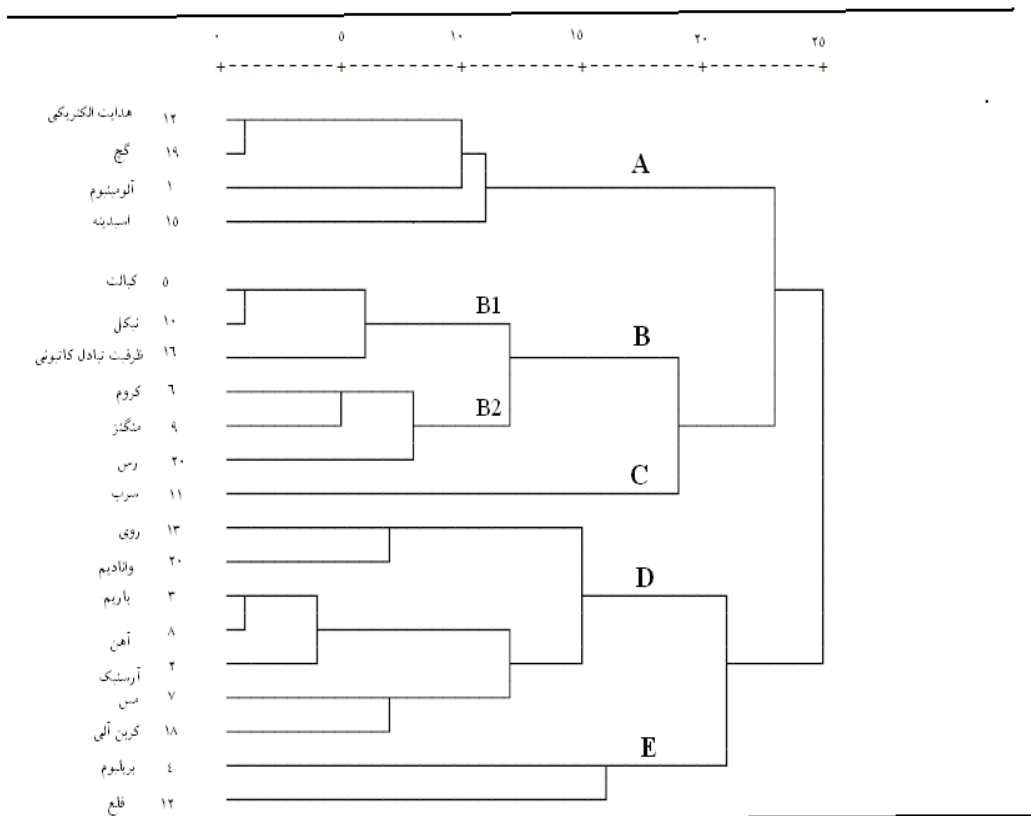 ۰ ۵ ۱۰ ۱۵ ۲۰ ۲۵
+---------+---------+---------+---------+---------+
هدایت الکتریکی ۱۲
گچ ۱۹
A
آلومینیوم ۱
اسیدیته ۱۵
کبالت ۵
B1
نیکل ۱۰
B
ظرفیت تبادل کاتیونی ۱۶
کروم ۶
B2
منگنز ۹
رس ۲۰
C
سرب ۱۱
روی ۱۳
وانادیم ۲۰
D
باریم ۳
آهن ۸
آرسنیک ۲
مس ۷
کربن آلی ۱۸
E
بریلیوم ٤
قلع ۱۲